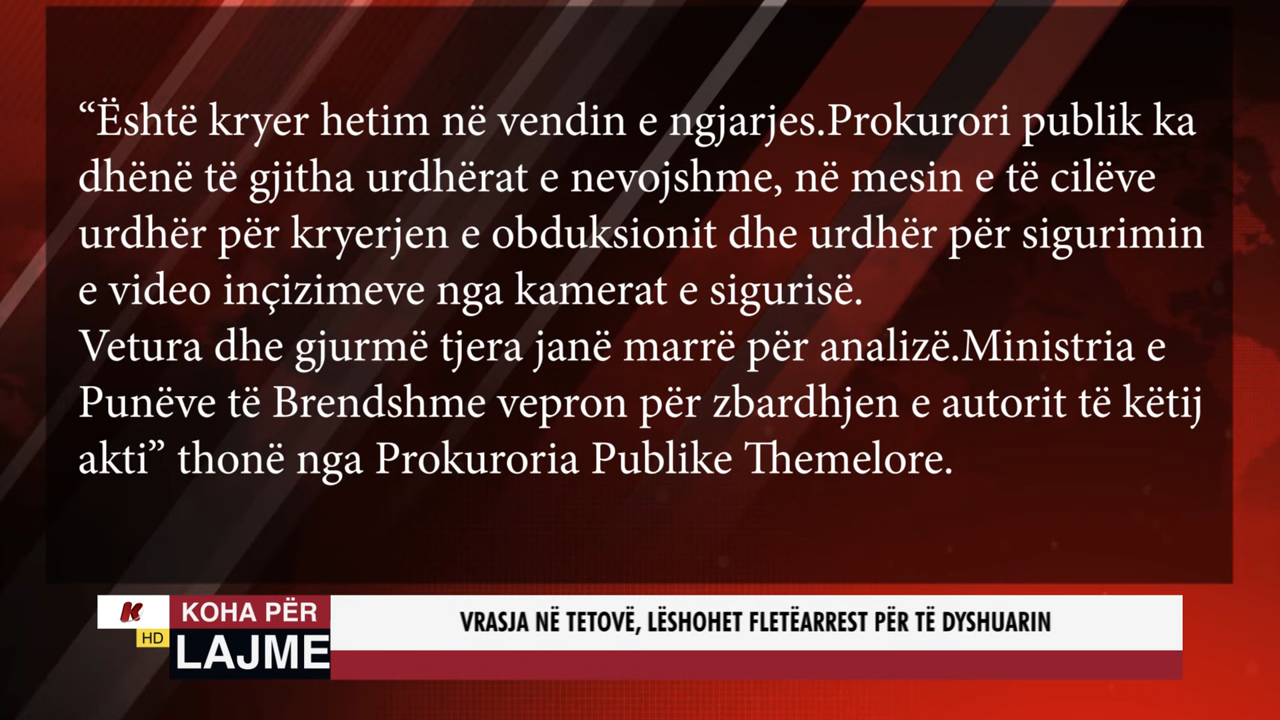 “Është kryer hetim në vendin e ngjarjes.Prokurori publik ka
dhënë të gjitha urdhërat e nevojshme, në mesin e të cilëve
urdhër për kryerjen e obduksionit dhe urdhër për sigurimin
e video inçizimeve nga kamerat e sigurisë.
Vetura dhe gjurmë tjera janë marrë për analizë.Ministria e
Punëve të Brendshme vepron për zbardhjen e autorit të këtij
akti” thonë nga Prokuroria Publike Themelore.
K
HD
KOHA PËR
LAJME
VRASJA NË TETOVË, LËSHOHET FLETËARREST PËR TË DYSHUARIN